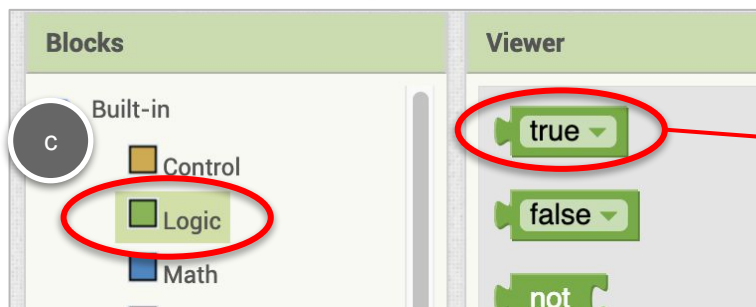 Blocks
Viewer
Built-in
c
Control
Logic
Math
true
false
not